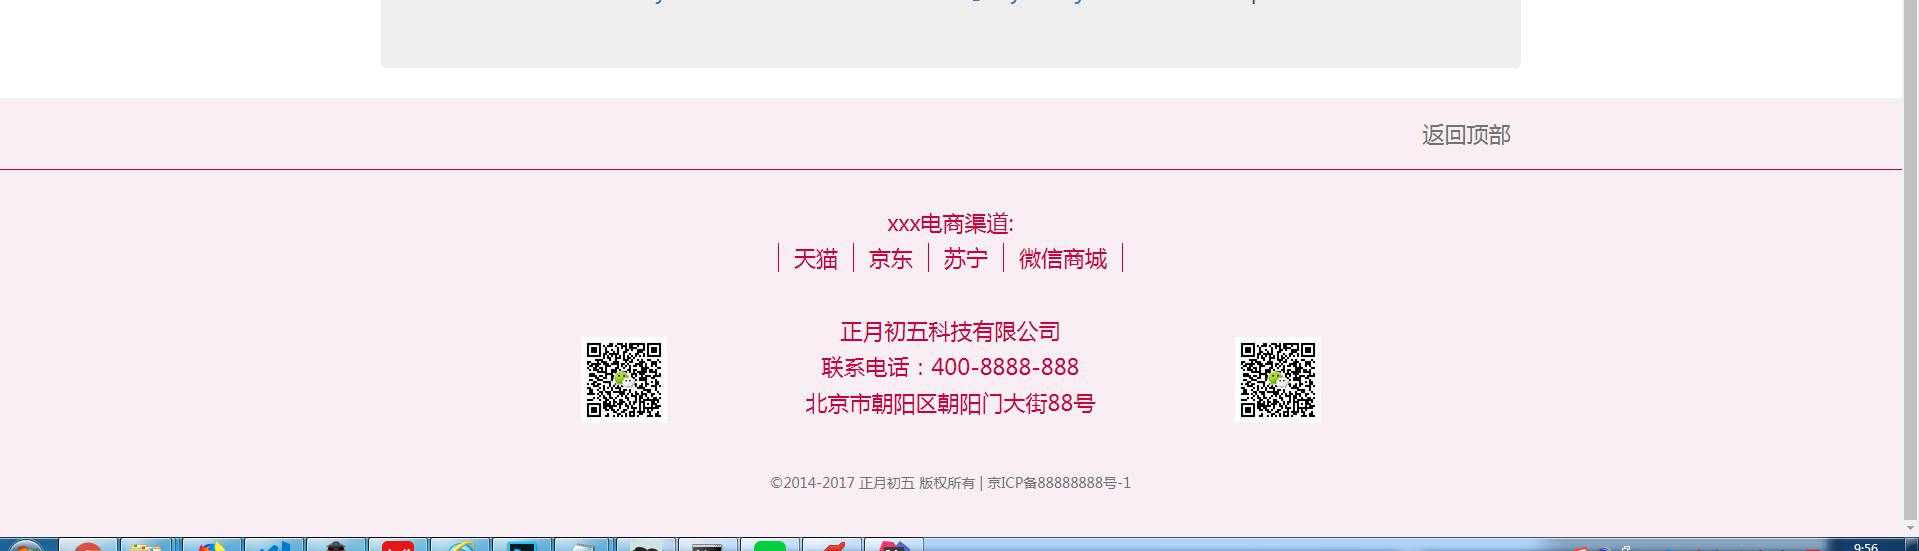 返回顶部
xxx电商渠道:
天猫 | 京东 | 苏宁 | 微信商城
正月初五科技有限公司
联系电话：400-8888-888
北京市朝阳区朝阳门大街88号
©2014-2017 正月初五 版权所有 | 京ICP备88888888号-1
9:56